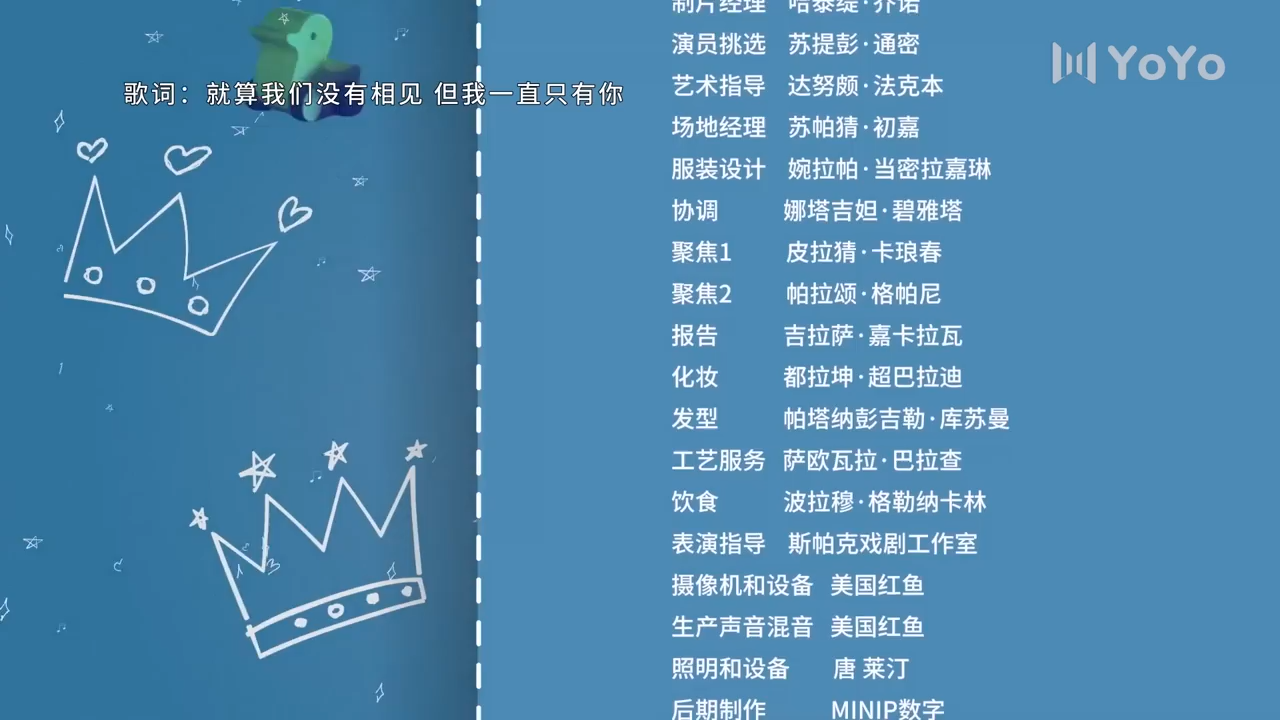 制片经理 哈泰缇·乔诺
演员挑选 苏提彭·通密
YoYo
歌词：就算我们没有相见 但我一直只有你
艺术指导 达努颇·法克本
场地经理 苏帕猜·初嘉
服装设计 婉拉帕·当密拉嘉琳
协调 娜塔吉妲·碧雅塔
聚焦1 皮拉猜·卡琅春
聚焦2 帕拉颂·格帕尼
报告 吉拉萨·嘉卡拉瓦
化妆 都拉坤·超巴拉迪
发型 帕塔纳彭吉勒·库苏曼
工艺服务 萨欧瓦拉·巴拉查
饮食 波拉穆·格勒纳卡林
表演指导 斯帕克戏剧工作室
摄像机和设备 美国红鱼
生产声音混音 美国红鱼
照明和设备 唐 莱汀
后期制作 MINIP数字